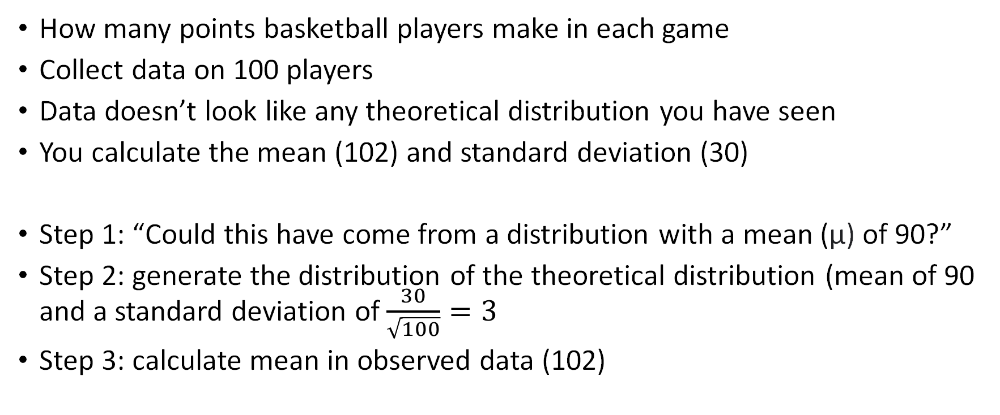 • How many points basketball players make in each game
• Collect data on 100 players
• Data doesn’t look like any theoretical distribution you have seen
• You calculate the mean (102) and standard deviation (30)
• Step 1: “Could this have come from a distribution with a mean (μ) of 90?”
• Step 2: generate the distribution of the theoretical distribution (mean of 90
and a standard deviation of 30/√100 = 3
• Step 3: calculate mean in observed data (102)